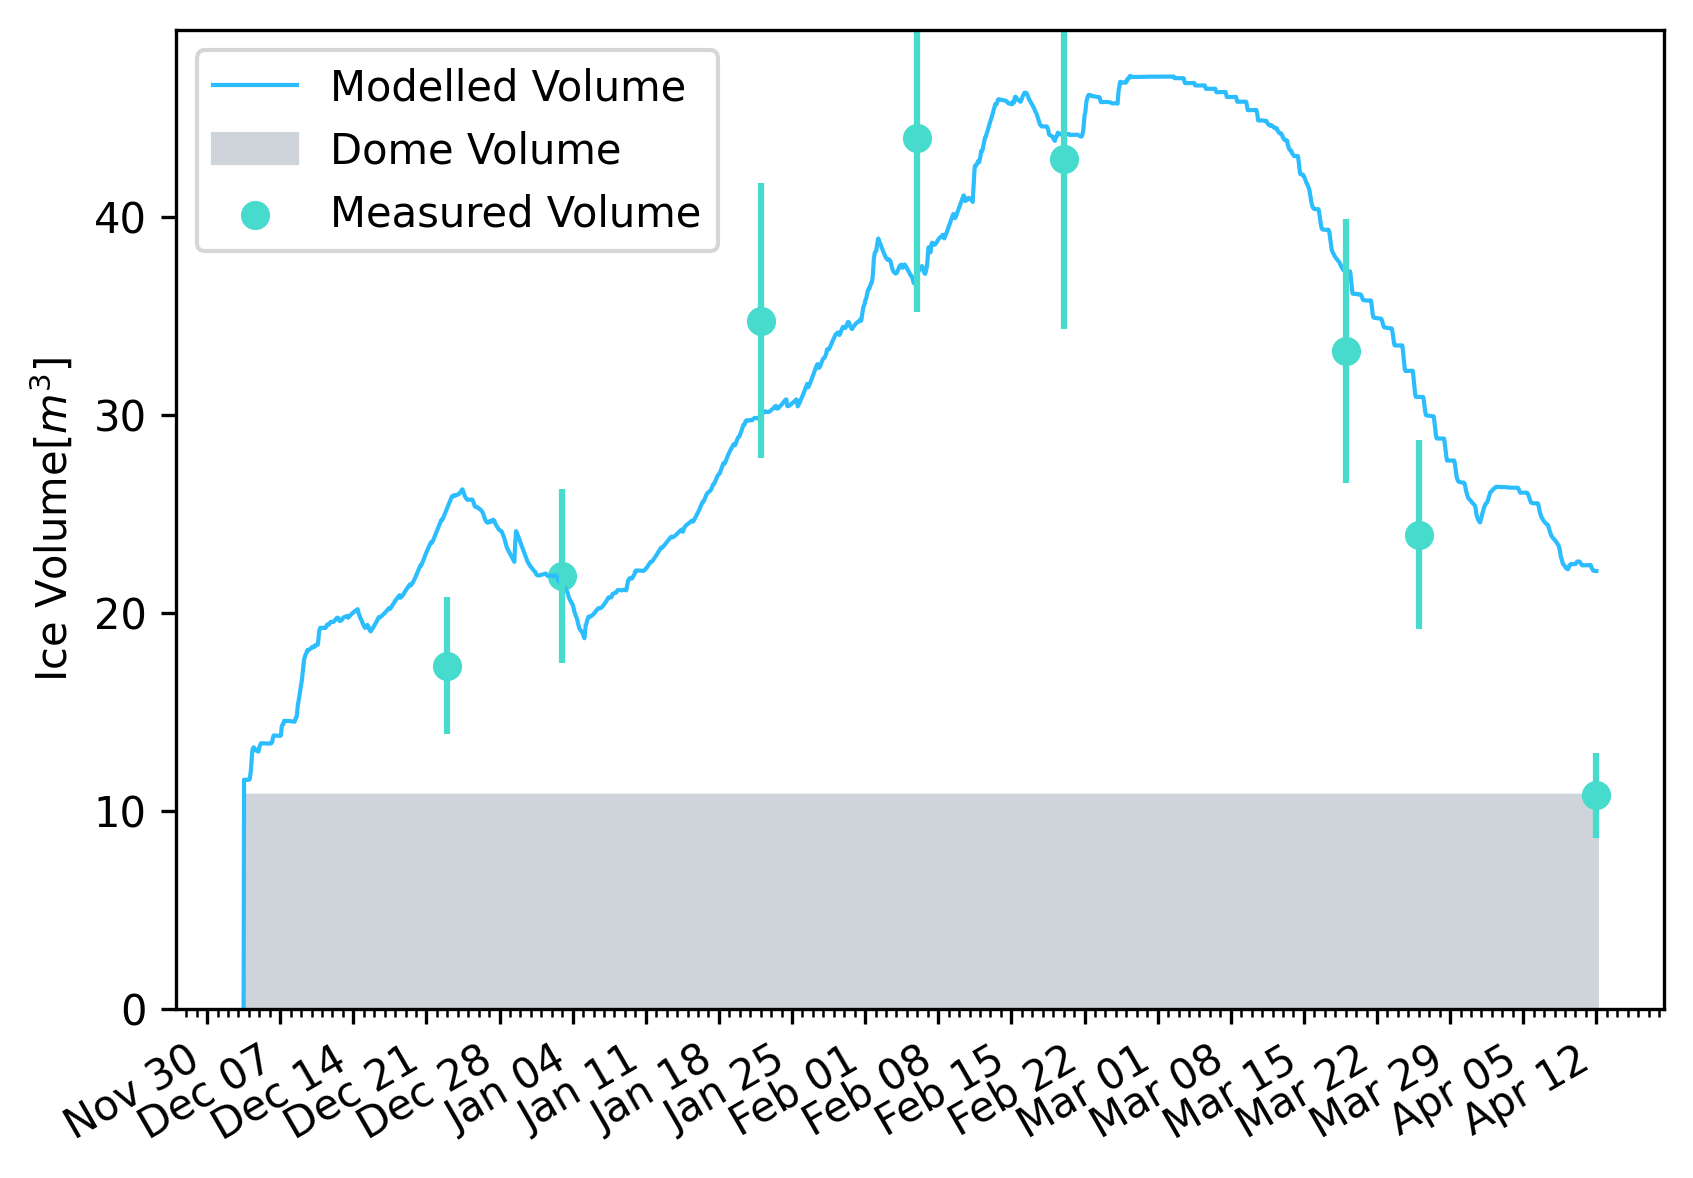 Modelled Volume
Dome Volume
Measured Volume
Ice Volume[m³]
40
30
20
10
0
Nov 30
Dec 07
Dec 14
Dec 21
Dec 28
Jan 04
Jan 11
Jan 18
Jan 25
Feb 01
Feb 08
Feb 15
Feb 22
Mar 01
Mar 08
Mar 15
Mar 22
Mar 29
Apr 05
Apr 12